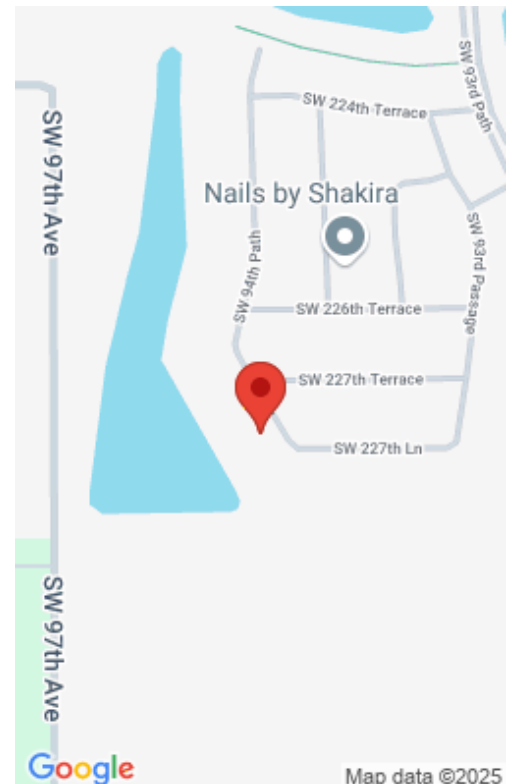 SW 93rd Path
SW 224th Terrace
SW 97th Ave
Nails by Shakira
SW 94th Path
SW 93rd Passage
SW 226th Terrace
SW 227th Terrace
SW 227th Ln
SW 97th Ave
Google
Map data ©2025